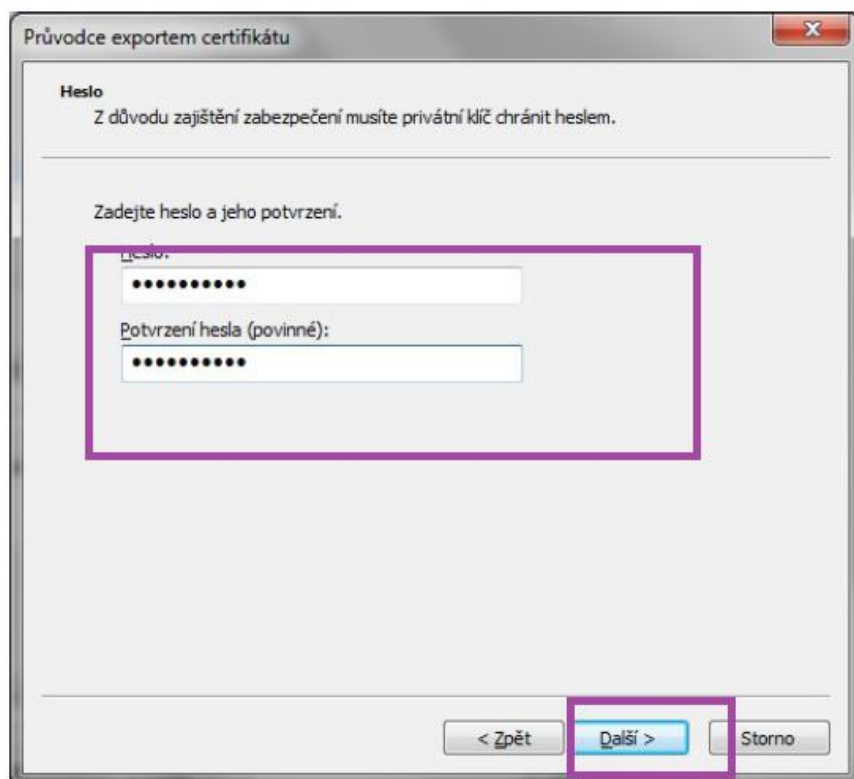 Průvodce exportem certifikátu
Heslo
Z důvodu zajištění zabezpečení musíte privátní klíč chránit heslem.
Zadejte heslo a jeho potvrzení.
Heslo:
••••••••••
Potvrzení hesla (povinné):
••••••••••
< Zpět
Další >
Storno